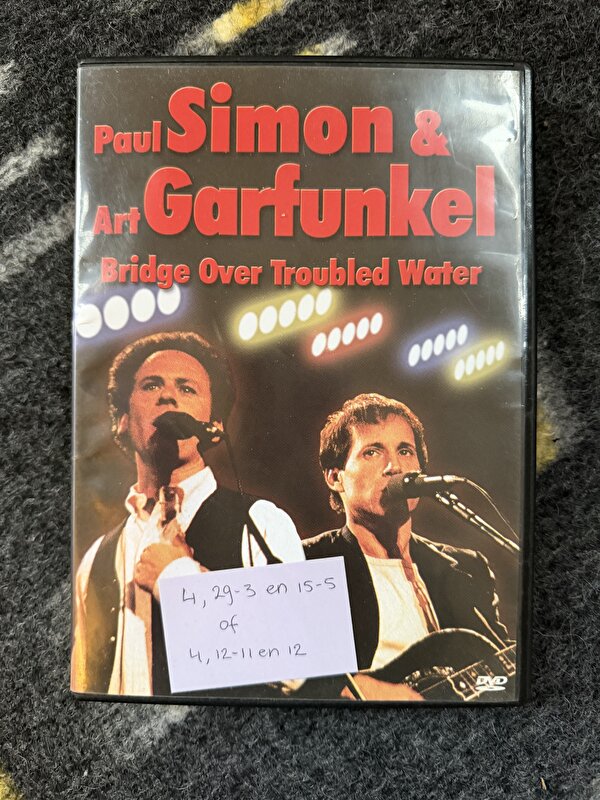 Paul Simon &
Art Garfunkel
Bridge Over Troubled Water
4, 29-3 en 15-5
of
4, 12-11 en 12
DVD